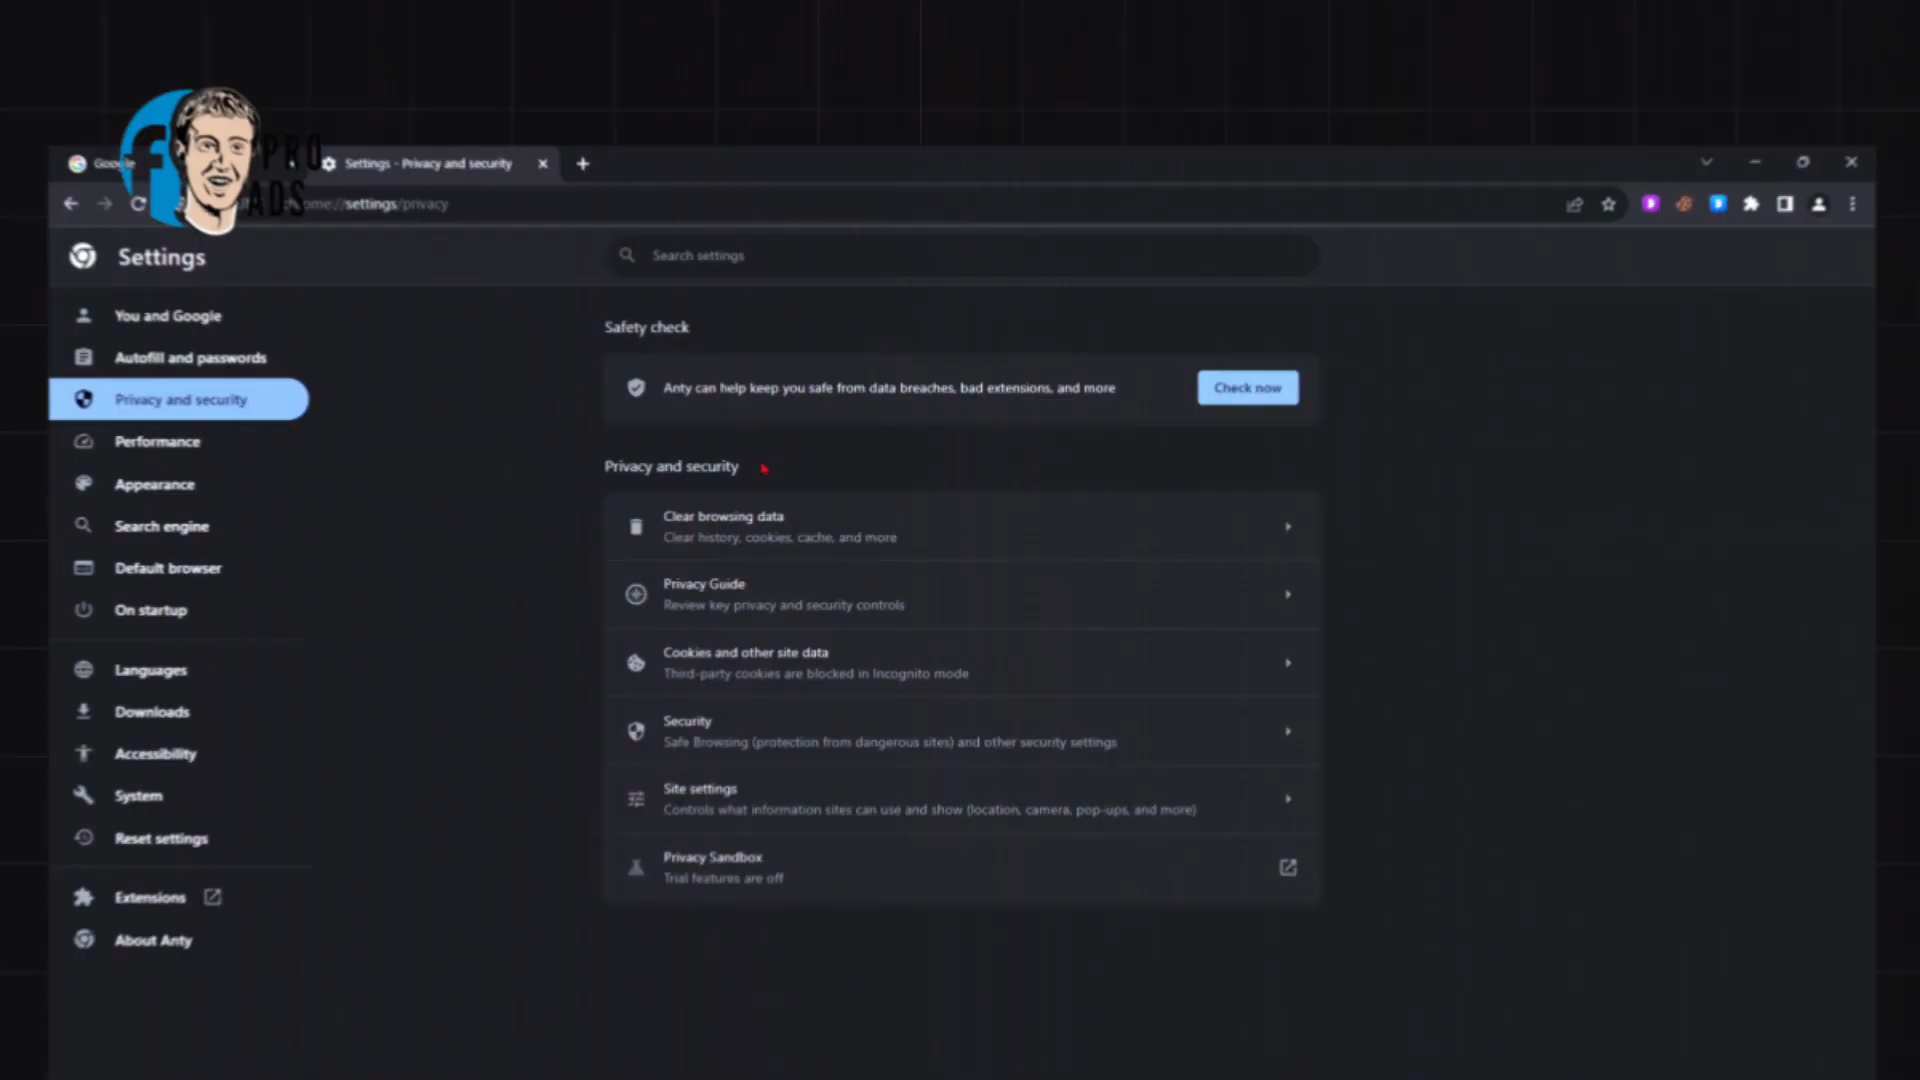 PRO
ADS
Settings - Privacy and security
ome://settings/privacy
Settings
Search settings
You and Google
Autofill and passwords
Privacy and security
Performance
Appearance
Search engine
Default browser
On startup
Languages
Downloads
Accessibility
System
Reset settings
Extensions
About Anty
Safety check
Anty can help keep you safe from data breaches, bad extensions, and more
Check now
Privacy and security
Clear browsing data
Clear history, cookies, cache, and more
Privacy Guide
Review key privacy and security controls
Cookies and other site data
Third-party cookies are blocked in Incognito mode
Security
Safe Browsing (protection from dangerous sites) and other security settings
Site settings
Controls what information sites can use and show (location, camera, pop-ups, and more)
Privacy Sandbox
Trial features are off